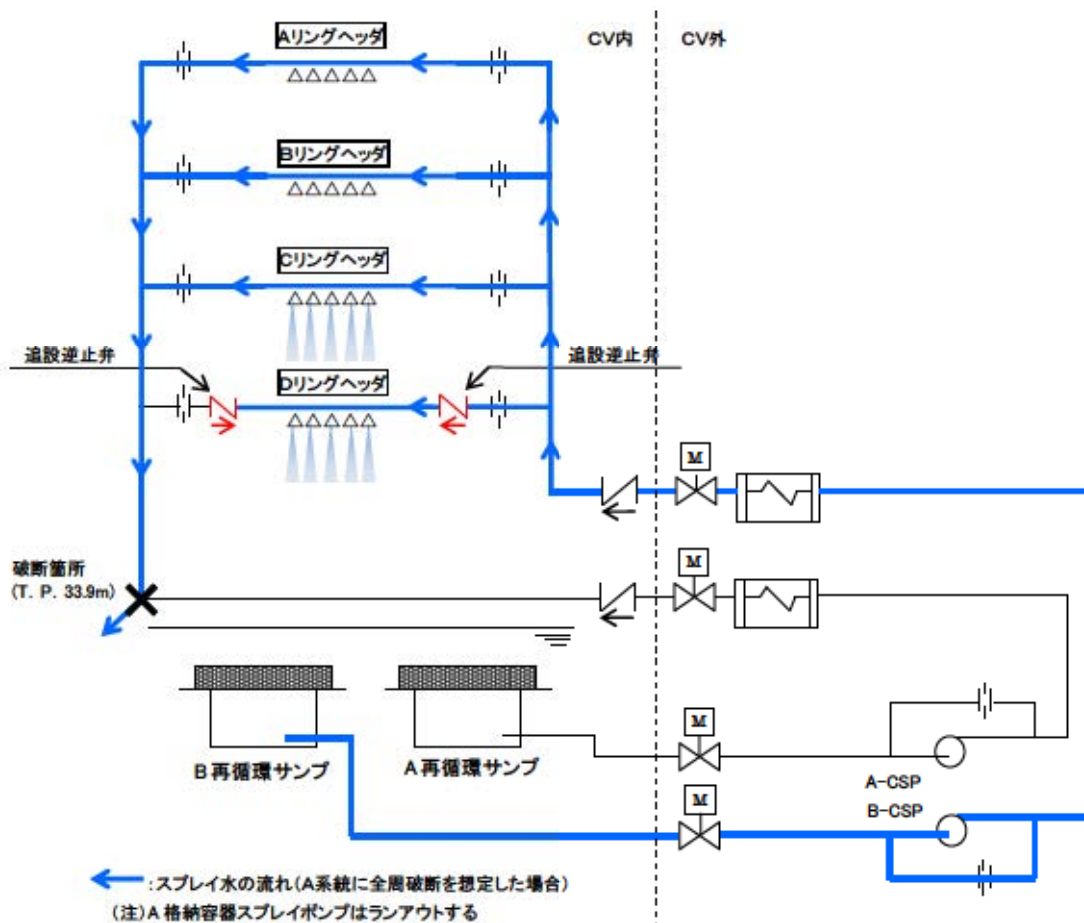 Aリングヘッダ
CV内
CV外
Bリングヘッダ
Cリングヘッダ
追設逆止弁
追設逆止弁
Dリングヘッダ
M
破断箇所
(T. P. 33.9m)
M
M
B再循環サンプ
A再循環サンプ
A-CSP
B-CSP
M
:スプレイ水の流れ(A系統に全周破断を想定した場合)
(注)A格納容器スプレイポンプはランアウトする